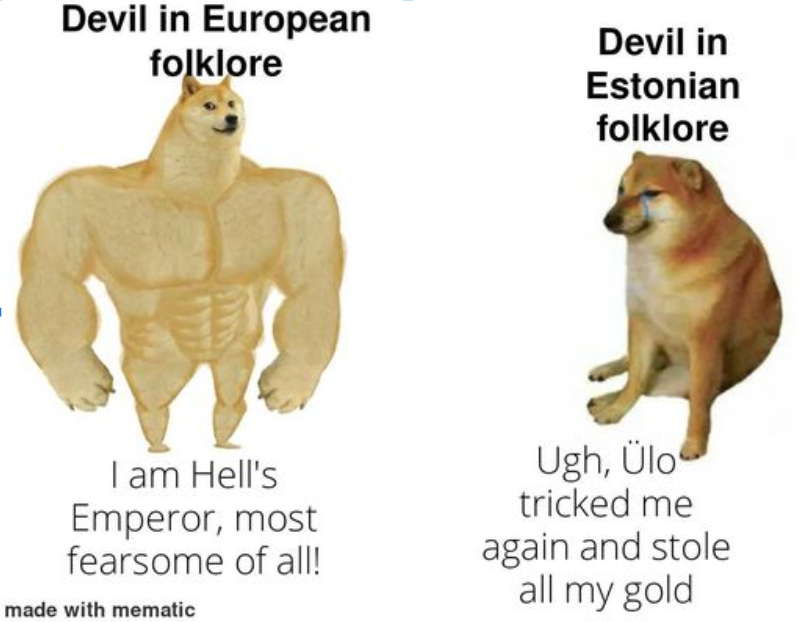 Devil in European
folklore
I am Hell's
Emperor, most
fearsome of all!
Devil in
Estonian
folklore
Ugh, Ülo
tricked me
again and stole
all my gold
made with mematic